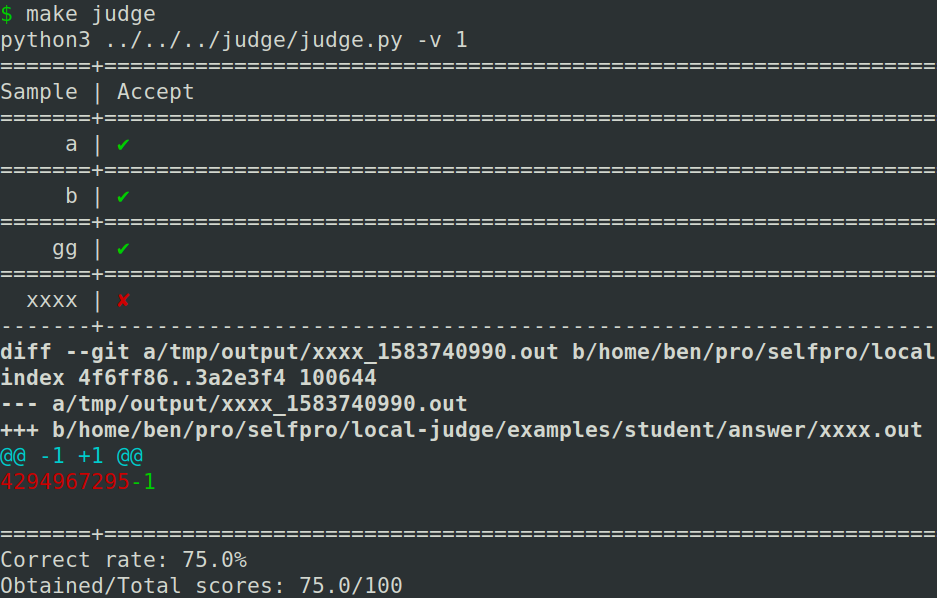 $ make judge
python3 ../../../judge/judge.py -v 1
=======+================================================================
Sample | Accept
=======+================================================================
     a | ✔
=======+================================================================
     b | ✔
=======+================================================================
    gg | ✔
=======+================================================================
  xxxx | ✘
-------+----------------------------------------------------------------
diff --git a/tmp/output/xxxx_1583740990.out b/home/ben/pro/selfpro/local
index 4f6ff86..3a2e3f4 100644
--- a/tmp/output/xxxx_1583740990.out
+++ b/home/ben/pro/selfpro/local-judge/examples/student/answer/xxxx.out
@@ -1 +1 @@
4294967295-1
=======+================================================================
Correct rate: 75.0%
Obtained/Total scores: 75.0/100